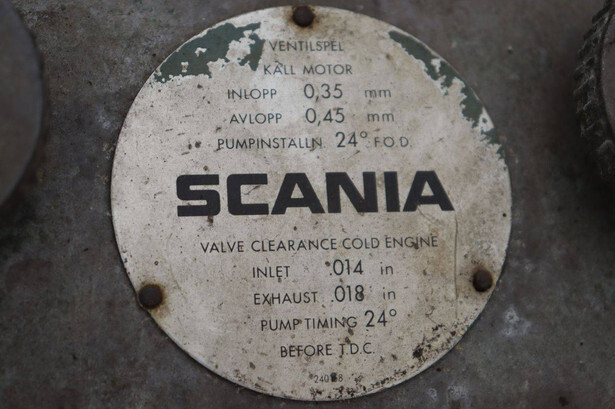 VENTILSPEL
KALL MOTOR
INLOPP 0,35 mm
AVLOPP 0,45 mm
PUMPINSTÄLLN. 24° F.Ö.D.
SCANIA
VALVE CLEARANCE COLD ENGINE
INLET .014 in
EXHAUST .018 in
PUMP TIMING 24°
BEFORE T.D.C.